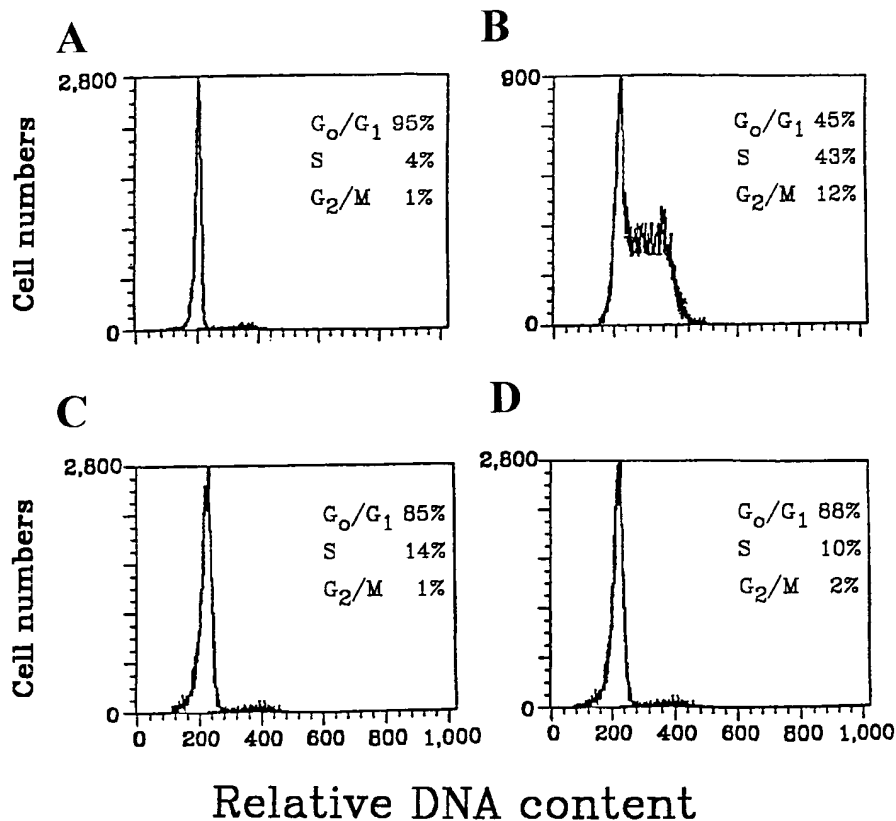 A
2,800
0
Cell numbers
G₀/G₁ 95%
S 4%
G₂/M 1%
B
900
0
G₀/G₁ 45%
S 43%
G₂/M 12%
C
2,800
0
Cell numbers
G₀/G₁ 85%
S 14%
G₂/M 1%
0 200 400 600 800 1,000
D
2,800
0
G₀/G₁ 88%
S 10%
G₂/M 2%
0 200 400 600 800 1,000
Relative DNA content